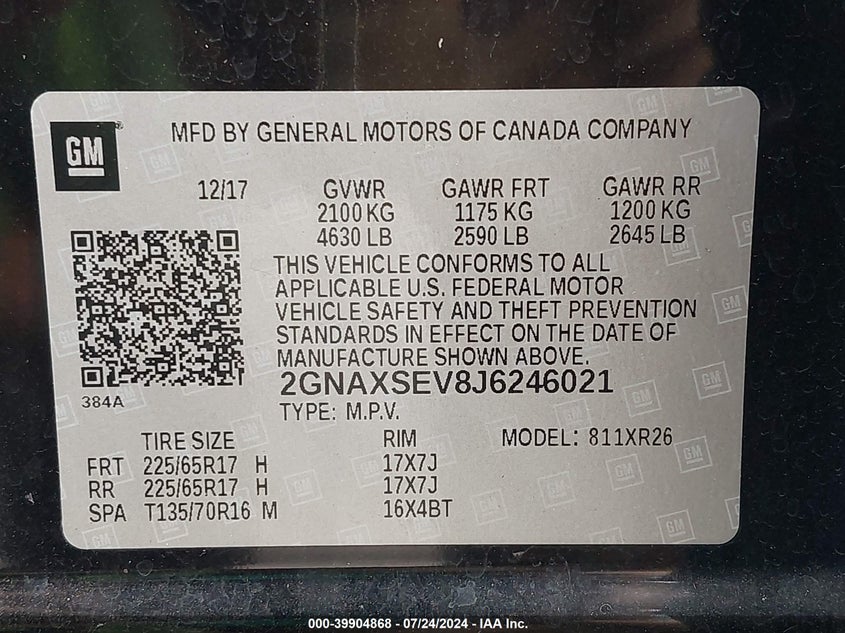 GM
MFD BY GENERAL MOTORS OF CANADA COMPANY
12/17 GVWR GAWR FRT GAWR RR
2100 KG 1175 KG 1200 KG
4630 LB 2590 LB 2645 LB
THIS VEHICLE CONFORMS TO ALL
APPLICABLE U.S. FEDERAL MOTOR
VEHICLE SAFETY AND THEFT PREVENTION
STANDARDS IN EFFECT ON THE DATE OF
MANUFACTURE SHOWN ABOVE.
2GNAXSEV8J6246021
384A
TYPE: M.P.V.
TIRE SIZE RIM MODEL: 811XR26
FRT 225/65R17 H 17X7J
RR 225/65R17 H 17X7J
SPA T135/70R16 M 16X4BT
000-39904868 - 07/24/2024 - IAA Inc.